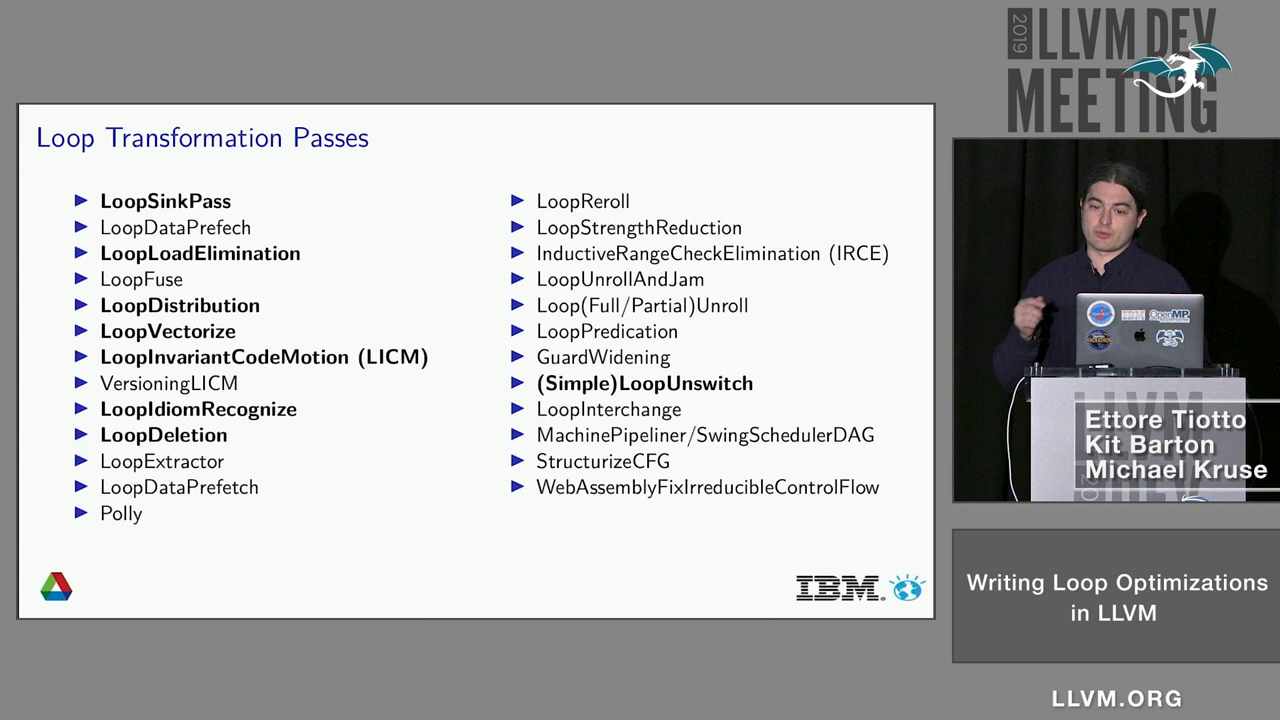 2019 LLVM DEV
MEETING
Loop Transformation Passes
LoopSinkPass
LoopDataPrefech
LoopLoadElimination
LoopFuse
LoopDistribution
LoopVectorize
LoopInvariantCodeMotion (LICM)
VersioningLICM
LoopIdiomRecognize
LoopDeletion
LoopExtractor
LoopDataPrefetch
Polly
LoopReroll
LoopStrengthReduction
InductiveRangeCheckElimination (IRCE)
LoopUnrollAndJam
Loop(Full/Partial)Unroll
LoopPredication
GuardWidening
(Simple)LoopUnswitch
LoopInterchange
MachinePipeliner/SwingSchedulerDAG
StructurizeCFG
WebAssemblyFixIrreducibleControlFlow
IBM.
OpenMP
Ettore Tiotto
Kit Barton
Michael Kruse
Writing Loop Optimizations
in LLVM
LLVM.ORG